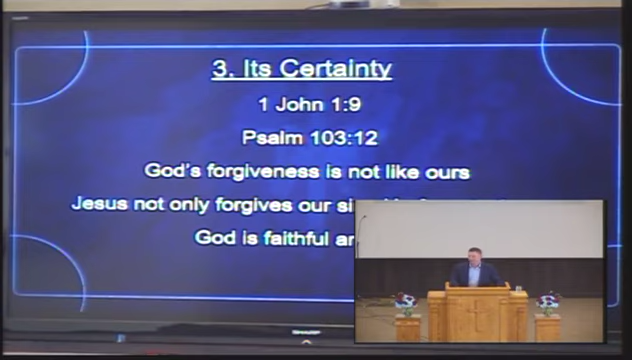 3. Its Certainty
1 John 1:9
Psalm 103:12
God's forgiveness is not like ours
Jesus not only forgives our
God is faithful
SHARP